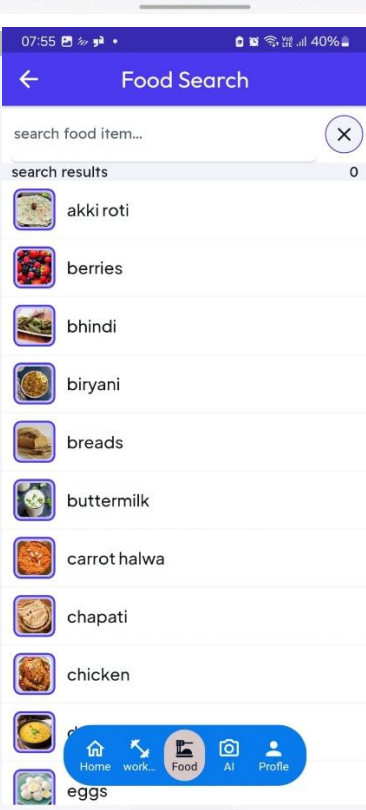 07:55 40%
Food Search
search food item...
search results 0
akki roti
berries
bhindi
biryani
breads
buttermilk
carrot halwa
chapati
chicken
eggs
Home work... Food AI Profle